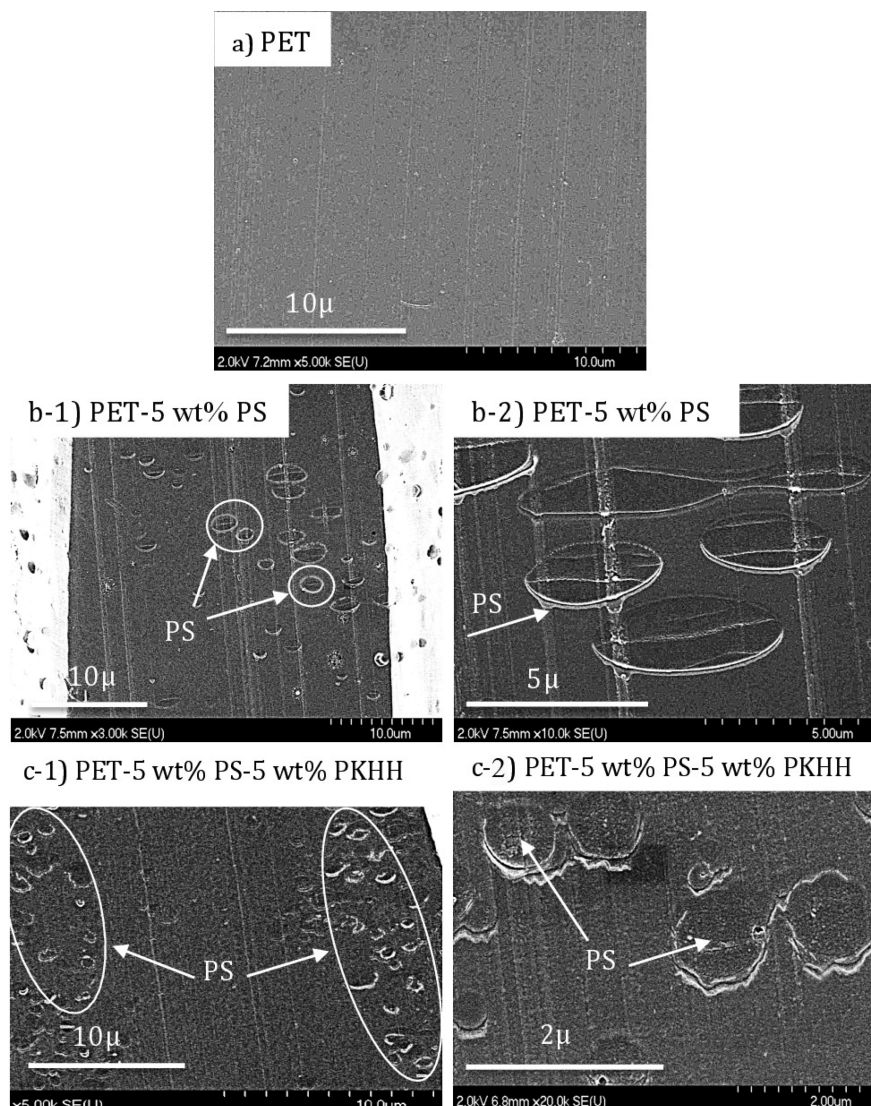 a) PET
10μ
2.0kV 7.2mm x5.00k SE(U) 10.0um
b-1) PET-5 wt% PS
PS
10μ
2.0kV 7.5mm x3.00k SE(U) 10.0um
b-2) PET-5 wt% PS
PS
5μ
2.0kV 7.5mm x10.0k SE(U) 5.00um
c-1) PET-5 wt% PS-5 wt% PKHH
PS
10μ
x5.00k SE(U) 10.0um
c-2) PET-5 wt% PS-5 wt% PKHH
PS
2μ
2.0kV 6.8mm x20.0k SE(U) 2.00um